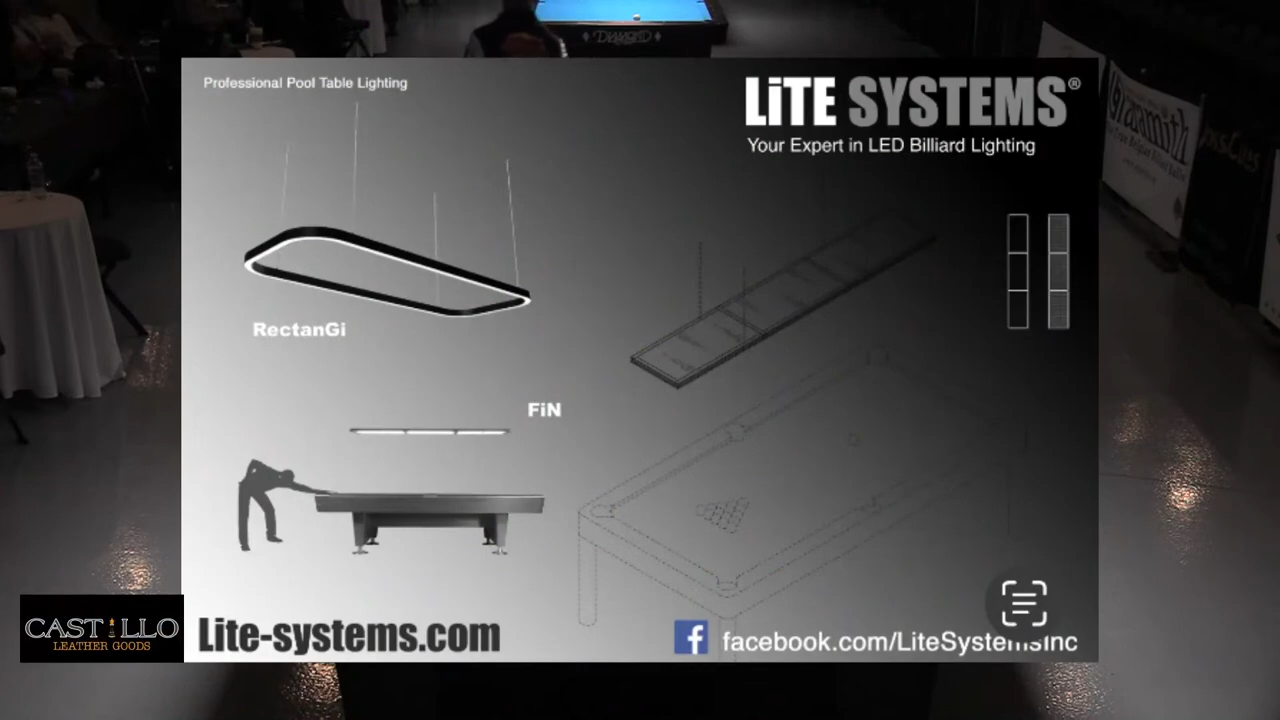 DIAMOND
Professional Pool Table Lighting
LiTE SYSTEMS®
Your Expert in LED Billiard Lighting
RectanGi
FiN
CASTILLO
LEATHER GOODS
Lite-systems.com
facebook.com/LiteSystemsInc